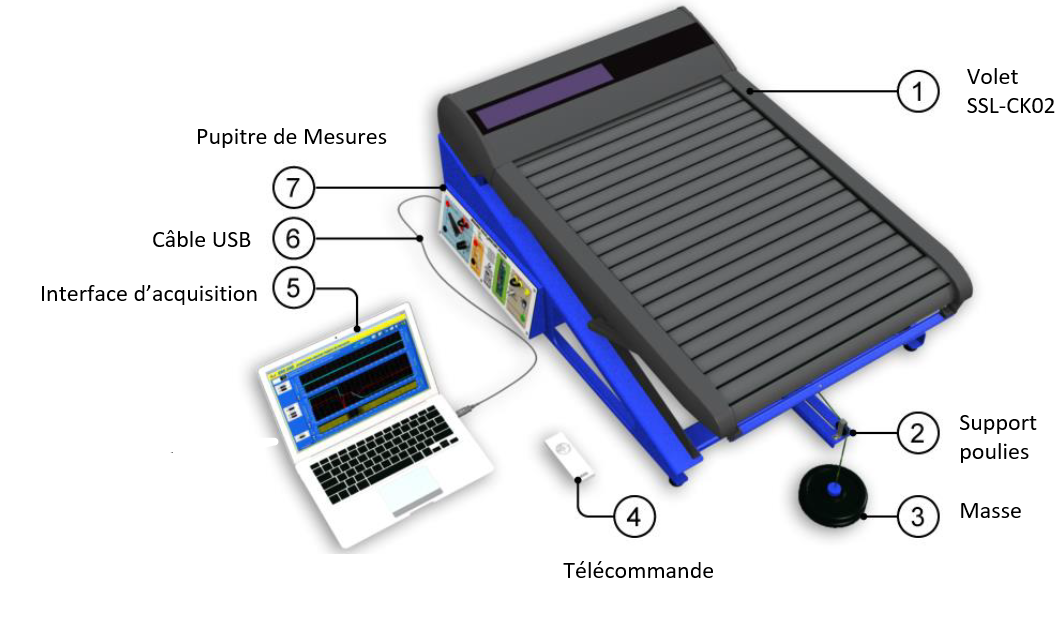 1
Volet
SSL-CK02
Pupitre de Mesures
7
Câble USB
6
Interface d’acquisition
5
2
Support
poulies
3
Masse
4
Télécommande